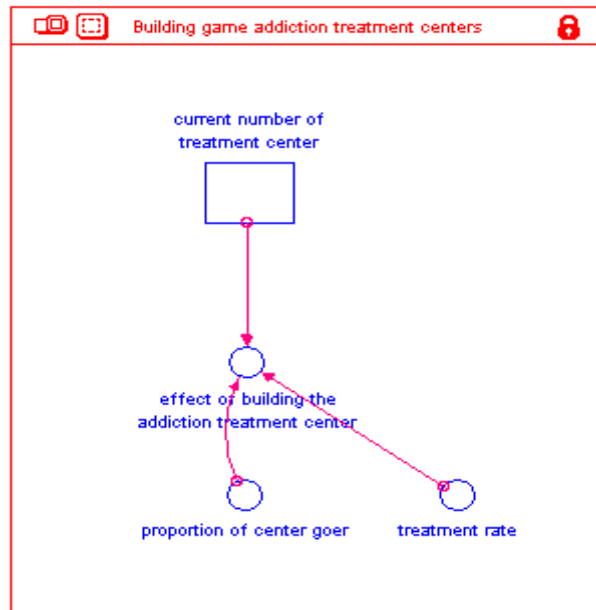 Building game addiction treatment centers
current number of
treatment center
effect of building the
addiction treatment center
proportion of center goer
treatment rate